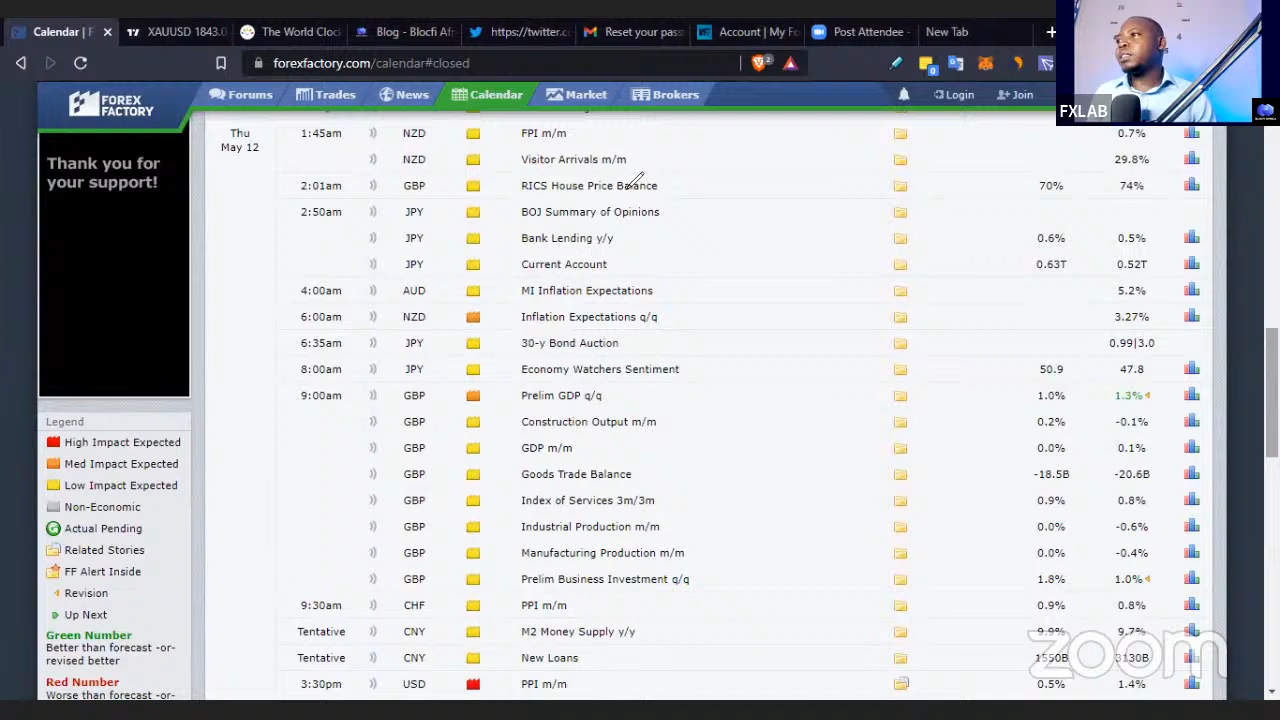 Calendar | F
XAUUSD 1843.0
The World Cloc
Blog - Blocfi Af
https://twitter.c
Reset your pass
Account | My Fo
Post Attendee -
New Tab
forexfactory.com/calendar#closed
2
0
FXLAB
FOREX
FACTORY
Forums
Trades
News
Calendar
Market
Brokers
Login
Join
Thank you for
your support!
Thu
May 12
1:45am NZD FPI m/m 0.7%
NZD Visitor Arrivals m/m 29.8%
2:01am GBP RICS House Price Balance 70% 74%
2:50am JPY BOJ Summary of Opinions
JPY Bank Lending y/y 0.6% 0.5%
JPY Current Account 0.63T 0.52T
4:00am AUD MI Inflation Expectations 5.2%
6:00am NZD Inflation Expectations q/q 3.27%
6:35am JPY 30-y Bond Auction 0.99|3.0
8:00am JPY Economy Watchers Sentiment 50.9 47.8
9:00am GBP Prelim GDP q/q 1.0% 1.3%
GBP Construction Output m/m 0.2% -0.1%
GBP GDP m/m 0.0% 0.1%
GBP Goods Trade Balance -18.5B -20.6B
GBP Index of Services 3m/3m 0.9% 0.8%
GBP Industrial Production m/m 0.0% -0.6%
GBP Manufacturing Production m/m 0.0% -0.4%
GBP Prelim Business Investment q/q 1.8% 1.0%
9:30am CHF PPI m/m 0.9% 0.8%
Tentative CNY M2 Money Supply y/y 9.9% 9.7%
Tentative CNY New Loans 1550B 3130B
3:30pm USD PPI m/m 0.5% 1.4%
Legend
High Impact Expected
Med Impact Expected
Low Impact Expected
Non-Economic
Actual Pending
Related Stories
FF Alert Inside
Revision
Up Next
Green Number
Better than forecast -or-
revised better
Red Number
Worse than forecast -or-
zoom